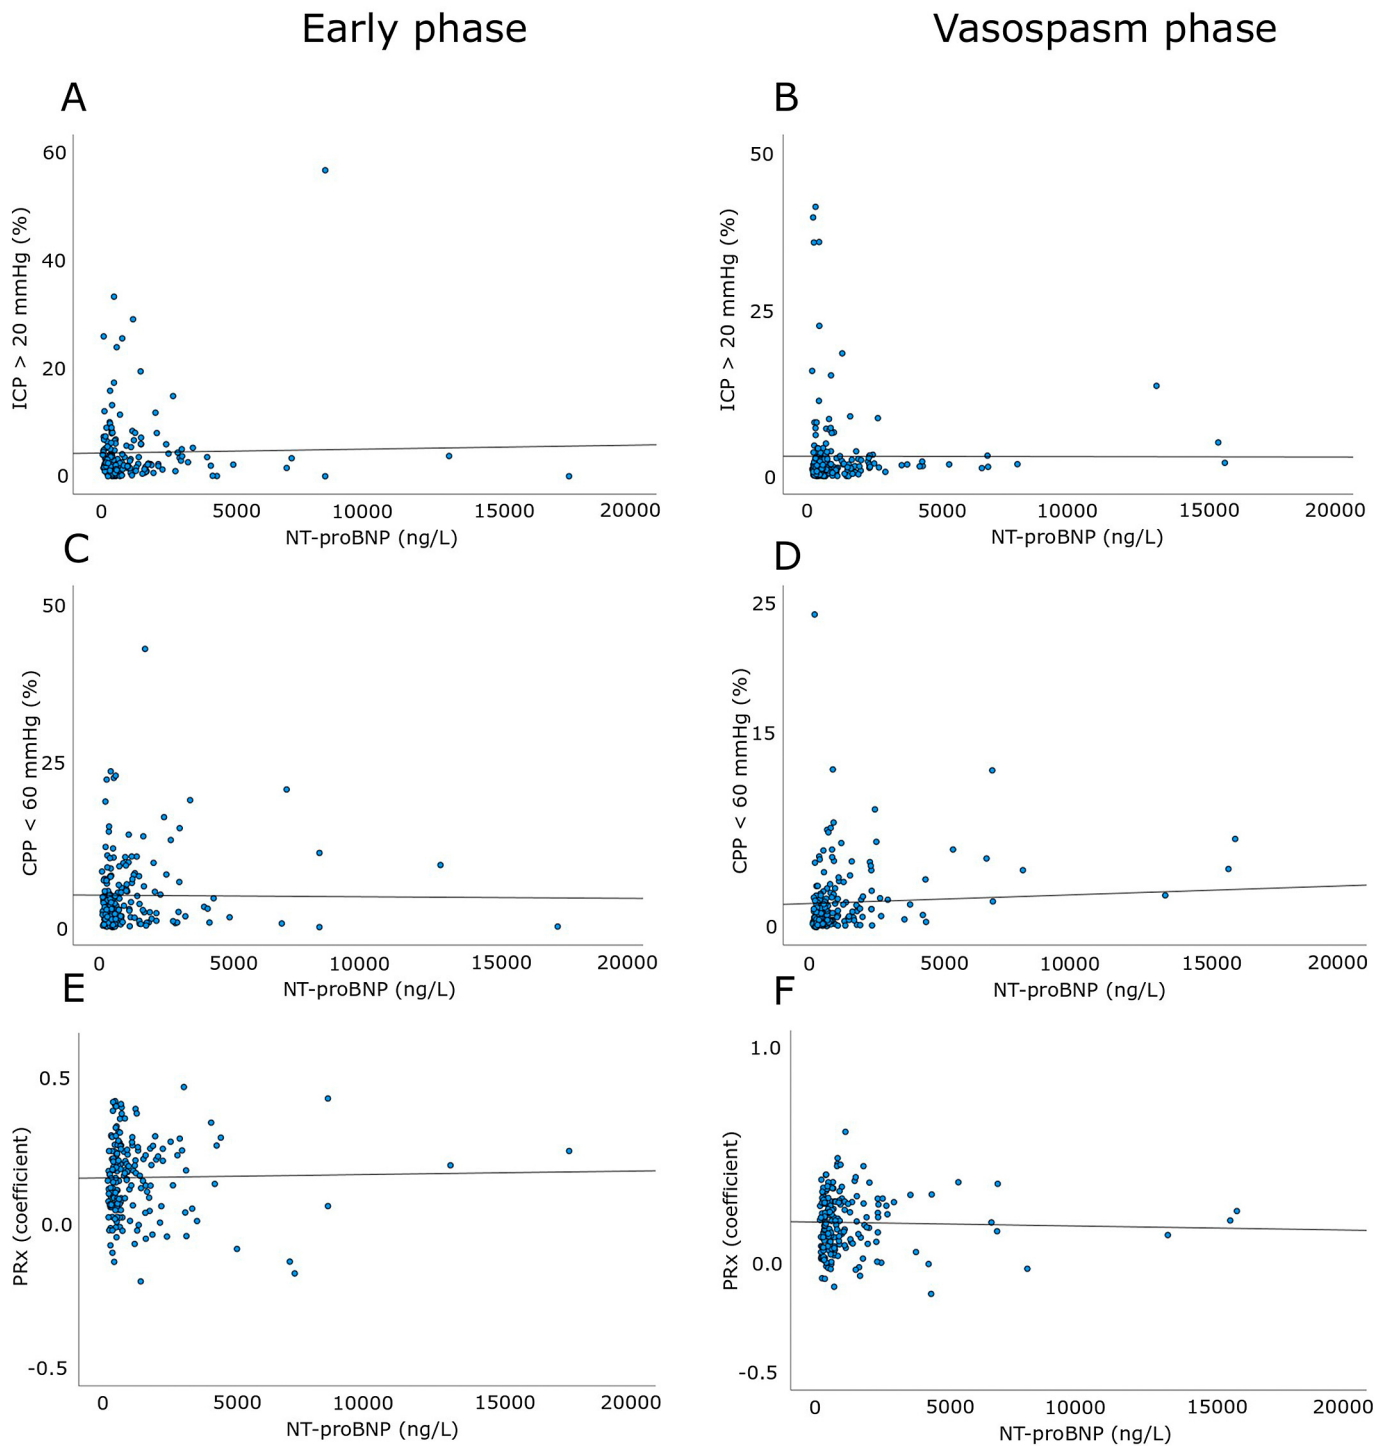 Early phase
Vasospasm phase
A
60
40
20
0
ICP > 20 mmHg (%)
0 5000 10000 15000 20000
NT-proBNP (ng/L)
B
50
25
0
ICP > 20 mmHg (%)
0 5000 10000 15000 20000
NT-proBNP (ng/L)
C
50
25
0
CPP < 60 mmHg (%)
0 5000 10000 15000 20000
NT-proBNP (ng/L)
D
25
15
0
CPP < 60 mmHg (%)
0 5000 10000 15000 20000
NT-proBNP (ng/L)
E
0.5
0.0
-0.5
PRx (coefficient)
0 5000 10000 15000 20000
NT-proBNP (ng/L)
F
1.0
0.0
-0.5
PRx (coefficient)
0 5000 10000 15000 20000
NT-proBNP (ng/L)